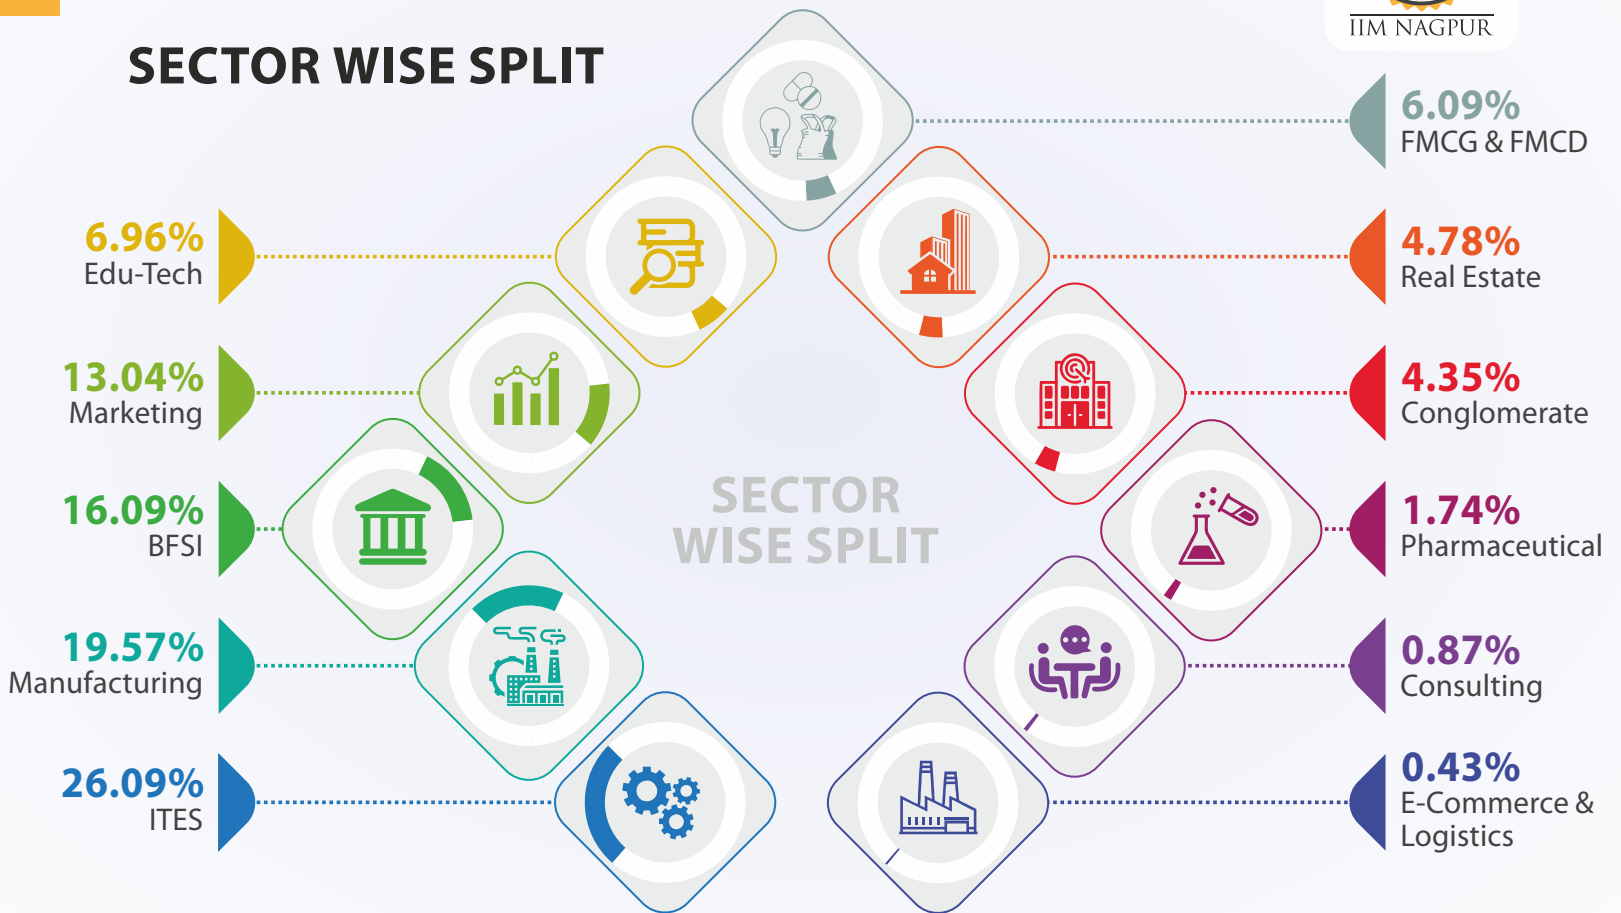 IIM NAGPUR
SECTOR WISE SPLIT
6.09%
FMCG & FMCD
6.96%
Edu-Tech
4.78%
Real Estate
13.04%
Marketing
4.35%
Conglomerate
16.09%
BFSI
SECTOR
WISE SPLIT
1.74%
Pharmaceutical
19.57%
Manufacturing
0.87%
Consulting
26.09%
ITES
0.43%
E-Commerce &
Logistics